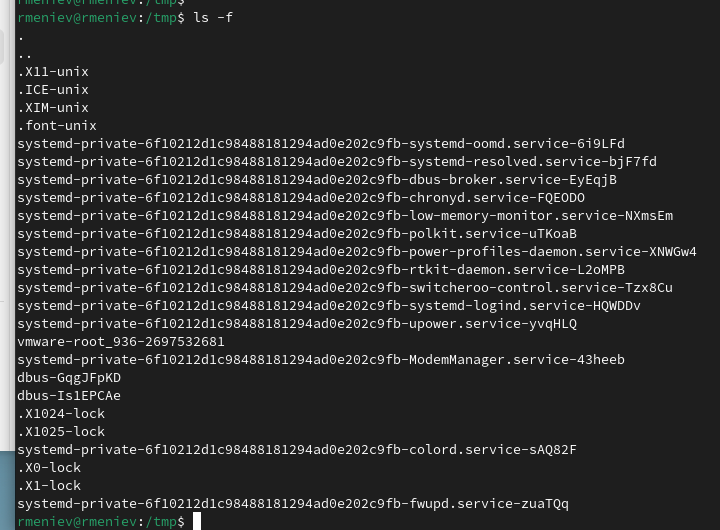 rmeniev@rmeniev:/tmp$
rmeniev@rmeniev:/tmp$ ls -f
.
..
.X11-unix
.ICE-unix
.XIM-unix
.font-unix
systemd-private-6f10212d1c98488181294ad0e202c9fb-systemd-oomd.service-6i9LFd
systemd-private-6f10212d1c98488181294ad0e202c9fb-systemd-resolved.service-bjF7fd
systemd-private-6f10212d1c98488181294ad0e202c9fb-dbus-broker.service-EyEqjB
systemd-private-6f10212d1c98488181294ad0e202c9fb-chronyd.service-FQEODO
systemd-private-6f10212d1c98488181294ad0e202c9fb-low-memory-monitor.service-NXmsEm
systemd-private-6f10212d1c98488181294ad0e202c9fb-polkit.service-uTKoaB
systemd-private-6f10212d1c98488181294ad0e202c9fb-power-profiles-daemon.service-XNWGw4
systemd-private-6f10212d1c98488181294ad0e202c9fb-rtkit-daemon.service-L2oMPB
systemd-private-6f10212d1c98488181294ad0e202c9fb-switcheroo-control.service-Tzx8Cu
systemd-private-6f10212d1c98488181294ad0e202c9fb-systemd-logind.service-HQWDDv
systemd-private-6f10212d1c98488181294ad0e202c9fb-upower.service-yvqHLQ
vmware-root_936-2697532681
systemd-private-6f10212d1c98488181294ad0e202c9fb-ModemManager.service-43heeb
dbus-GqgJFpKD
dbus-Is1EPCAe
.X1024-lock
.X1025-lock
systemd-private-6f10212d1c98488181294ad0e202c9fb-colord.service-sAQ82F
.X0-lock
.X1-lock
systemd-private-6f10212d1c98488181294ad0e202c9fb-fwupd.service-zuaTQq
rmeniev@rmeniev:/tmp$